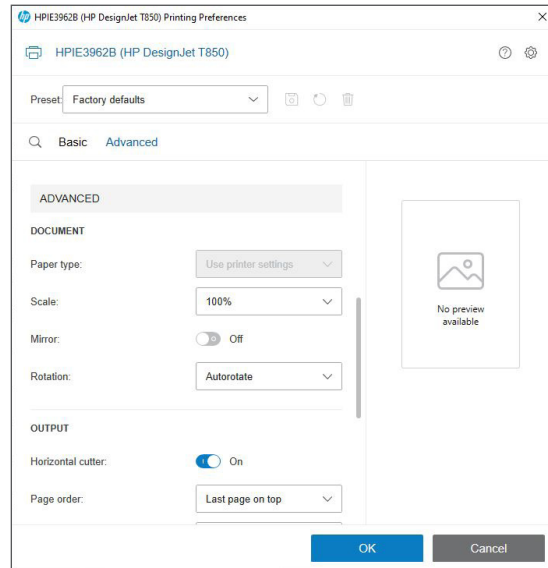 HPIE3962B (HP DesignJet T850) Printing Preferences
HPIE3962B (HP DesignJet T850)
Preset: Factory defaults
Basic Advanced
ADVANCED
DOCUMENT
Paper type: Use printer settings
Scale: 100%
Mirror: Off
Rotation: Autorotate
OUTPUT
Horizontal cutter: On
Page order: Last page on top
No preview
available
OK Cancel